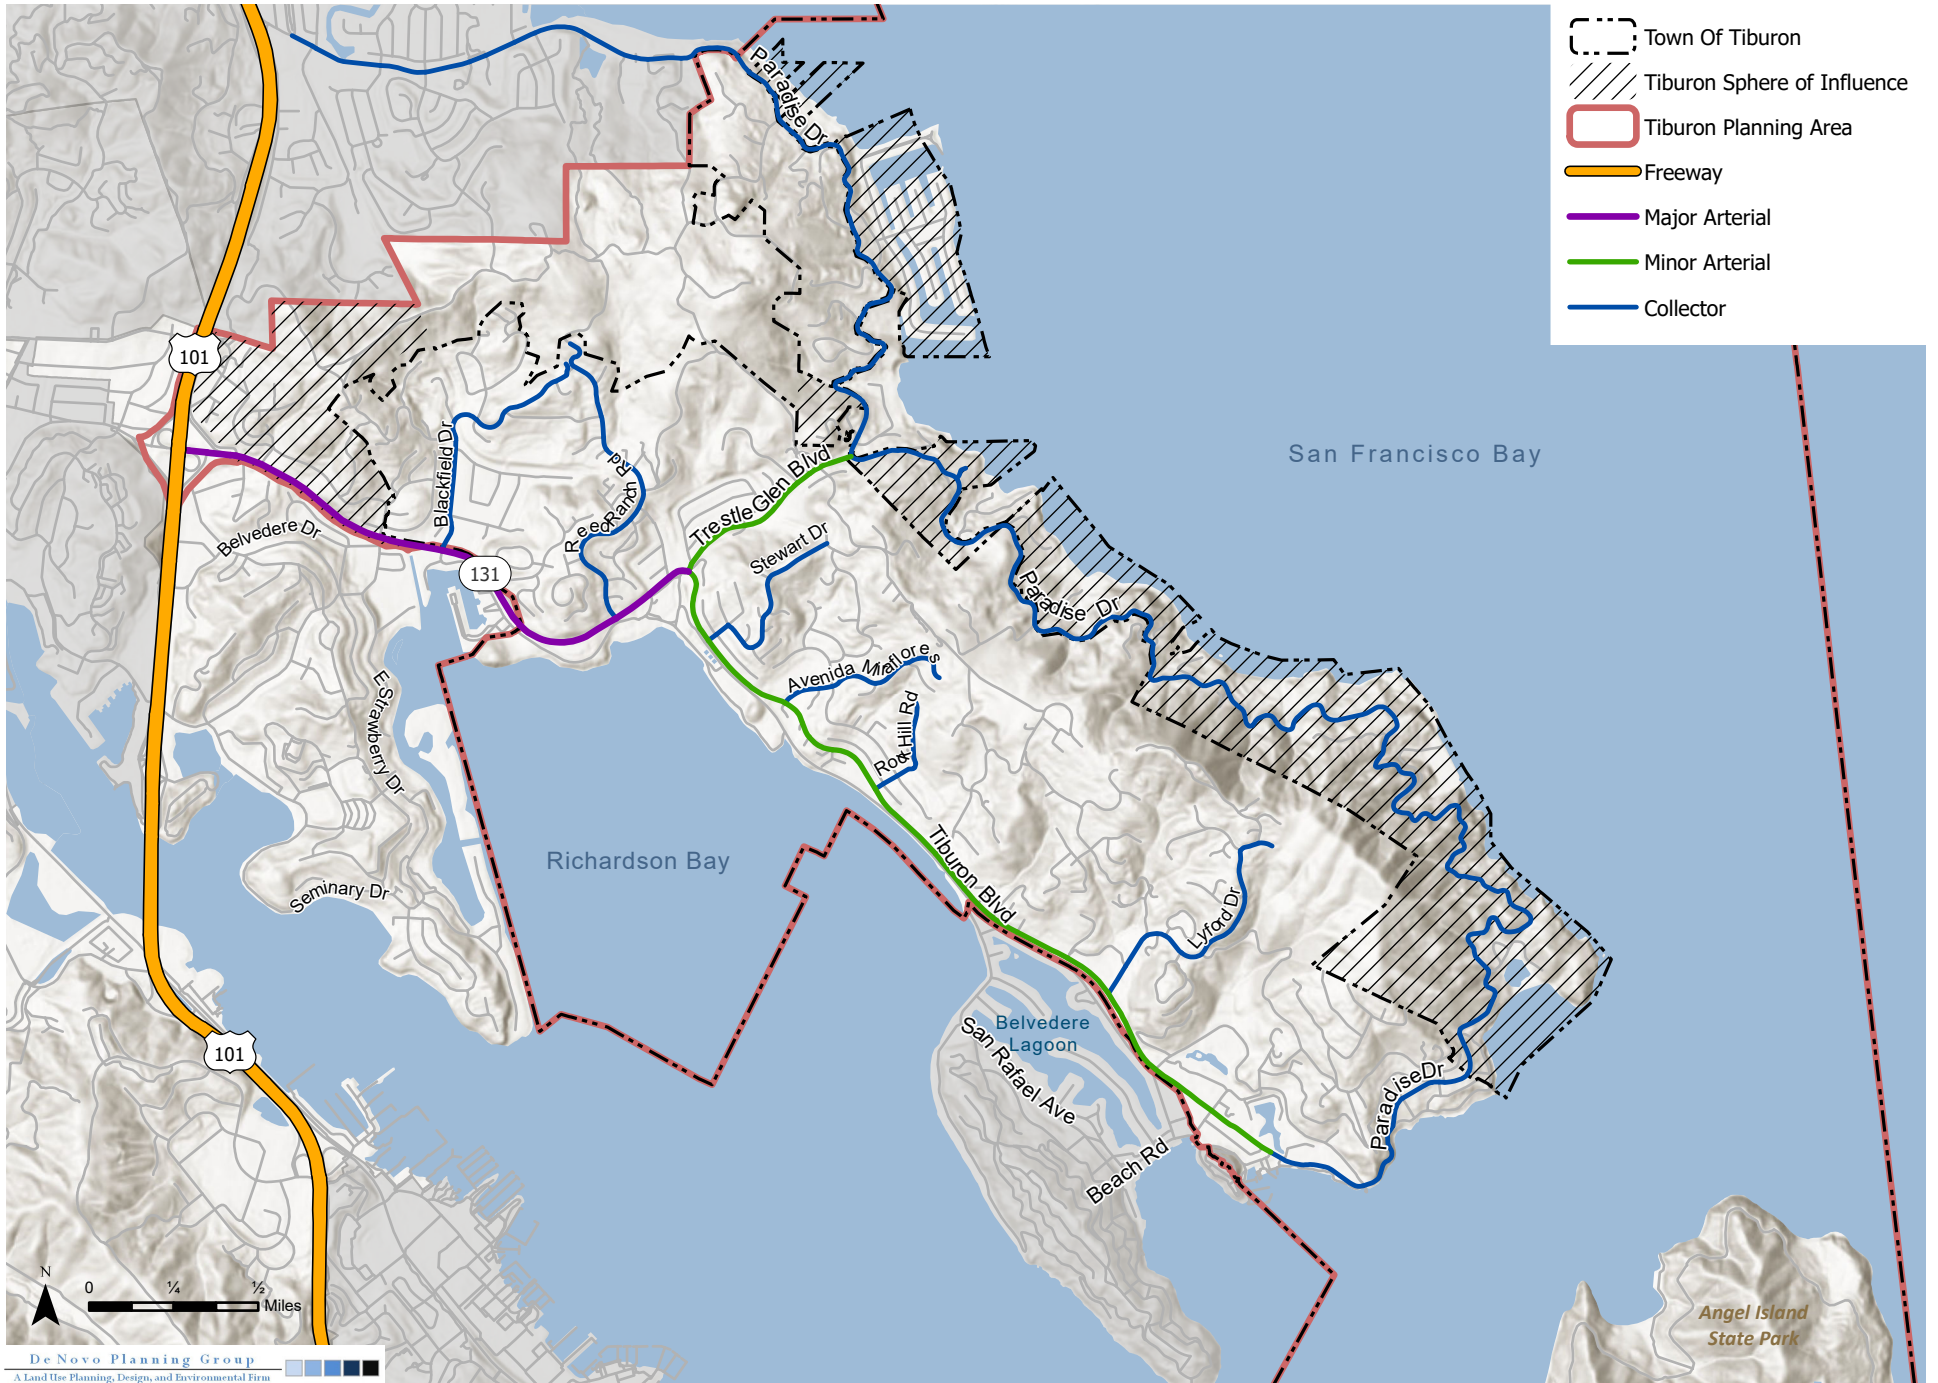 Town Of Tiburon
Tiburon Sphere of Influence
Tiburon Planning Area
Freeway
Major Arterial
Minor Arterial
Collector
Paradise Dr
101
Blackfield Dr
Reed Ranch Rd
Trestle Glen Blvd
San Francisco Bay
Belvedere Dr
131
Stewart Dr
Paradise Dr
Avenida Miraflores
E Strawberry Dr
Rock Hill Rd
Richardson Bay
Tiburon Blvd
Seminary Dr
Lyford Dr
Belvedere
Lagoon
101
San Rafael Ave
Paradise Dr
Beach Rd
N
0 ¼ ½
Miles
Angel Island
State Park
De Novo Planning Group
A Land Use Planning, Design, and Environmental Firm